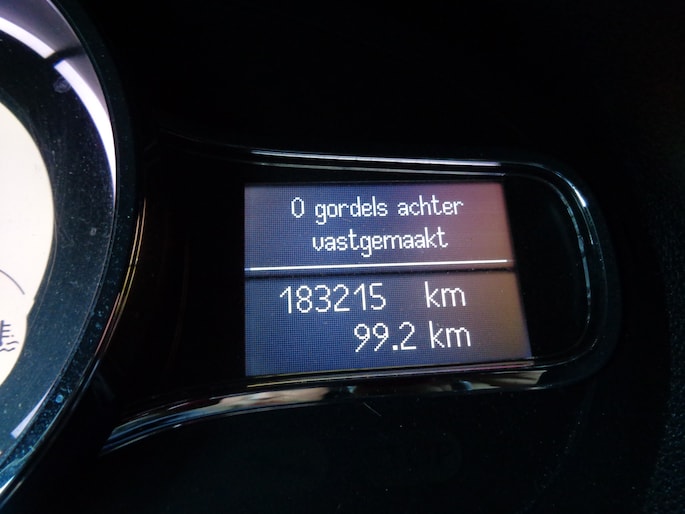 0 gordels achter
vastgemaakt
183215 km
99.2 km